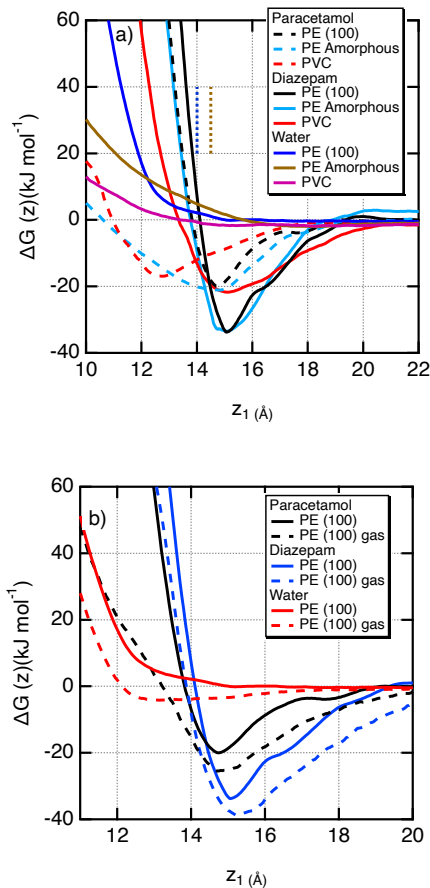 a)
Paracetamol
PE (100)
PE Amorphous
PVC
Diazepam
PE (100)
PE Amorphous
PVC
Water
PE (100)
PE Amorphous
PVC
60
40
20
0
-20
-40
ΔG (z)(kJ mol⁻¹)
10 12 14 16 18 20 22
z₁ (Å)
b)
Paracetamol
PE (100)
PE (100) gas
Diazepam
PE (100)
PE (100) gas
Water
PE (100)
PE (100) gas
60
40
20
0
-20
-40
ΔG (z)(kJ mol⁻¹)
12 14 16 18 20
z₁ (Å)